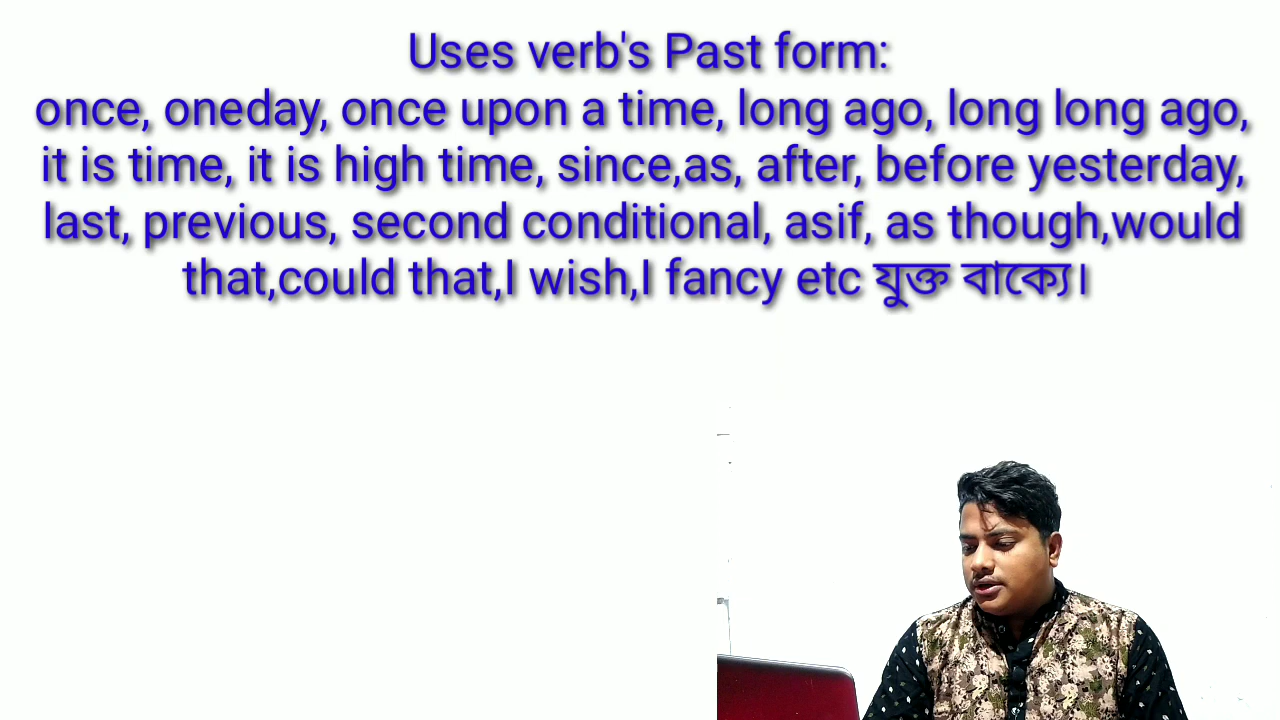 Uses verb's Past form:
once, oneday, once upon a time, long ago, long long ago,
it is time, it is high time, since,as, after, before yesterday,
last, previous, second conditional, asif, as though,would
that,could that,I wish,I fancy etc যুক্ত বাক্যে।